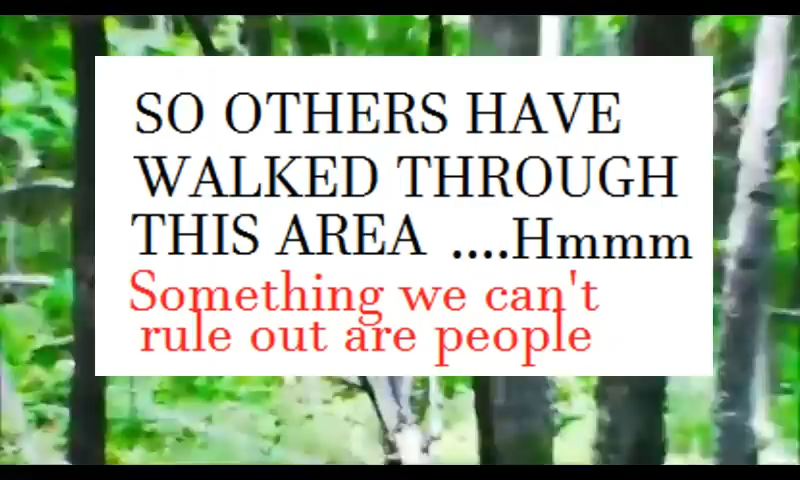 SO OTHERS HAVE
WALKED THROUGH
THIS AREA ....Hmmm
Something we can't
rule out are people